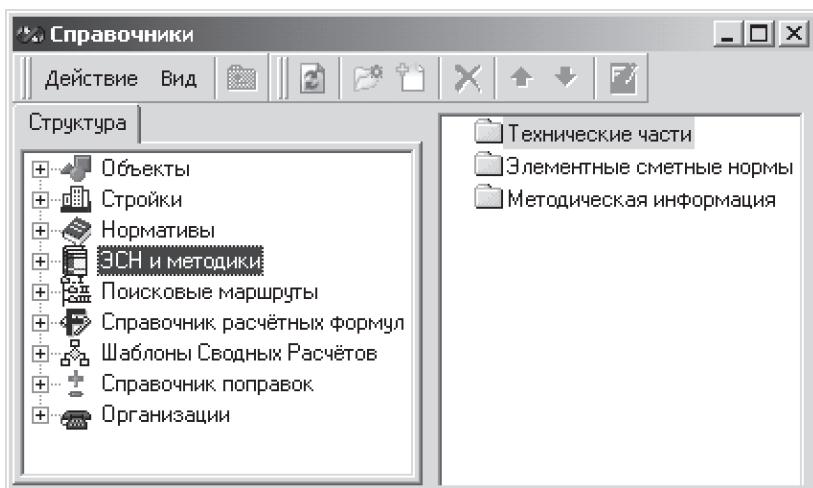 Справочники
Действие Вид
Структура
Объекты
Стройки
Нормативы
ЭСН и методики
Поисковые маршруты
Справочник расчётных формул
Шаблоны Сводных Расчётов
Справочник поправок
Организации
Технические части
Элементные сметные нормы
Методическая информация